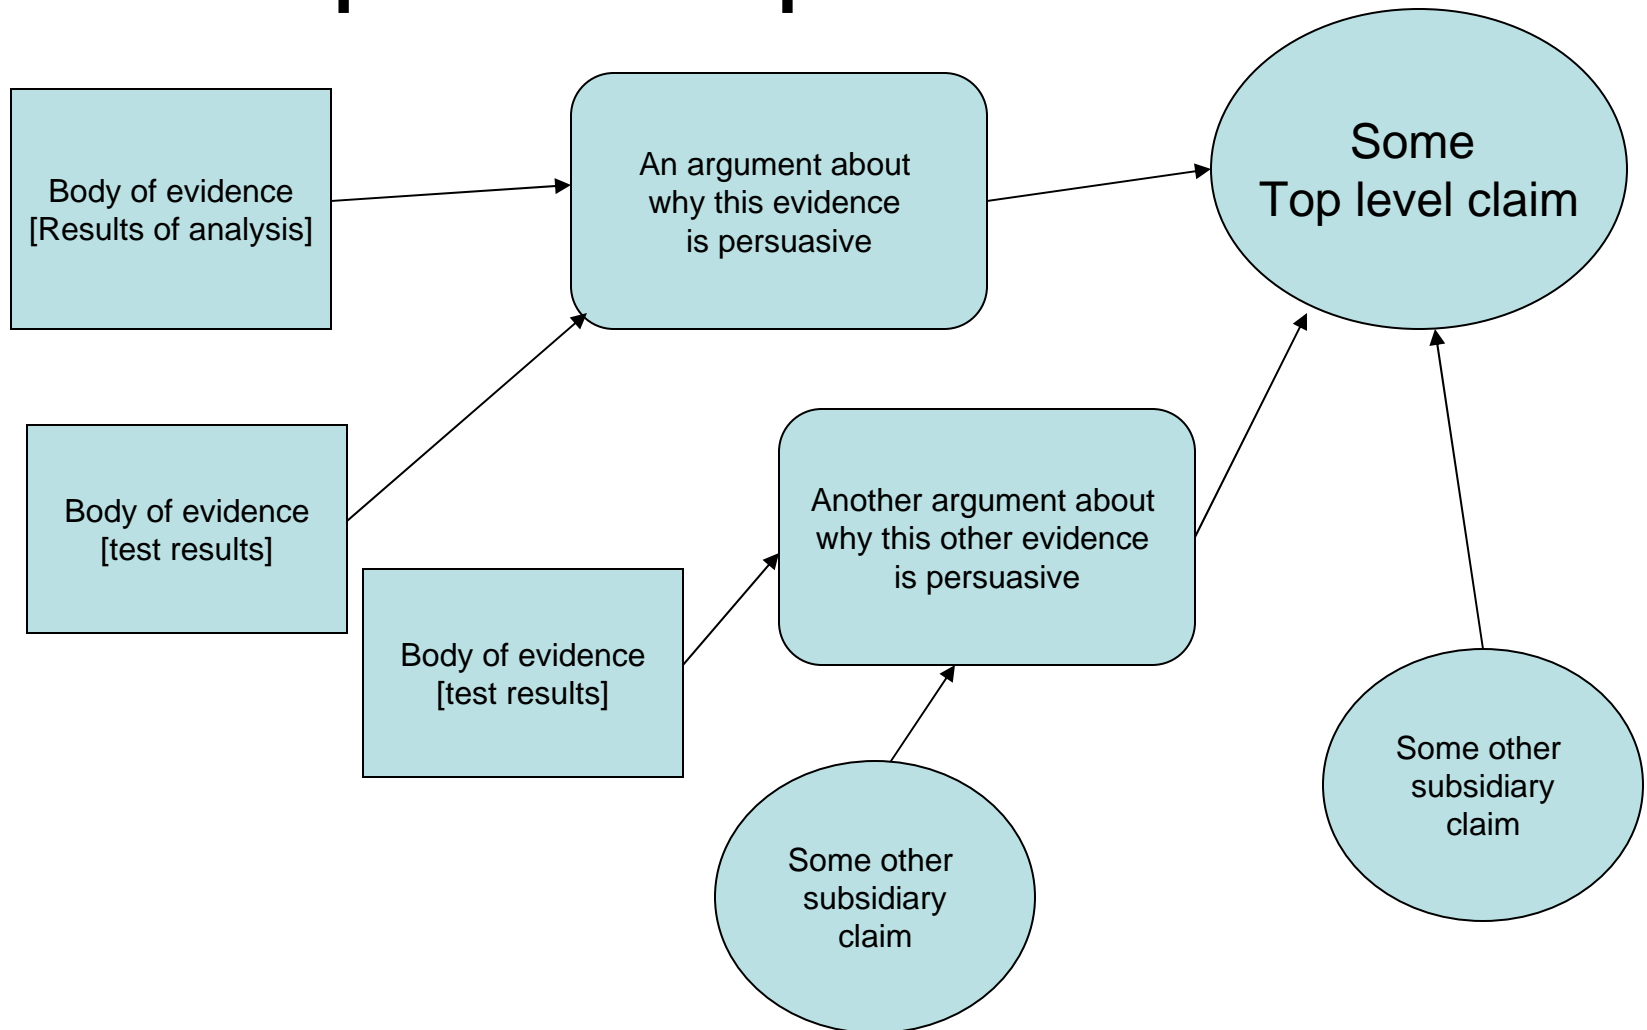 Body of evidence
[Results of analysis]
An argument about
why this evidence
is persuasive
Some
Top level claim
Body of evidence
[test results]
Body of evidence
[test results]
Another argument about
why this other evidence
is persuasive
Some other
subsidiary
claim
Some other
subsidiary
claim